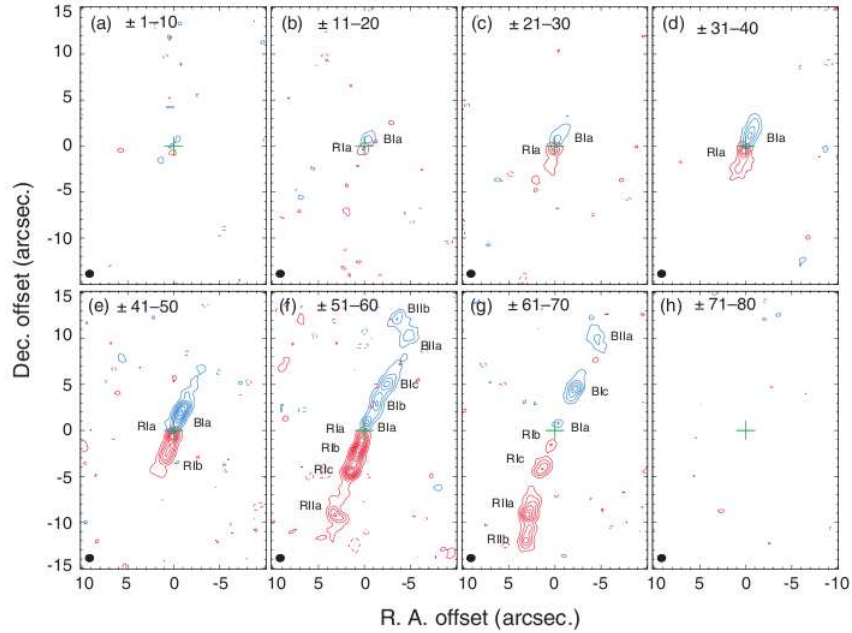 (a) ± 1–10
(b) ± 11–20
(c) ± 21–30
(d) ± 31–40
15
10
5
0
-5
-10
RIa
BIa
RIa
BIa
RIa
BIa
(e) ± 41–50
(f) ± 51–60
(g) ± 61–70
(h) ± 71–80
15
10
5
0
-5
-10
-15
RIa
BIa
RIb
BIIb
BIIa
BIc
BIb
RIa
BIa
RIb
RIc
RIIa
BIIa
BIc
BIa
RIb
RIc
RIIa
RIIb
10 5 0 -5 10 5 0 -5 10 5 0 -5 10 5 0 -5 -10
Dec. offset (arcsec.)
R. A. offset (arcsec.)